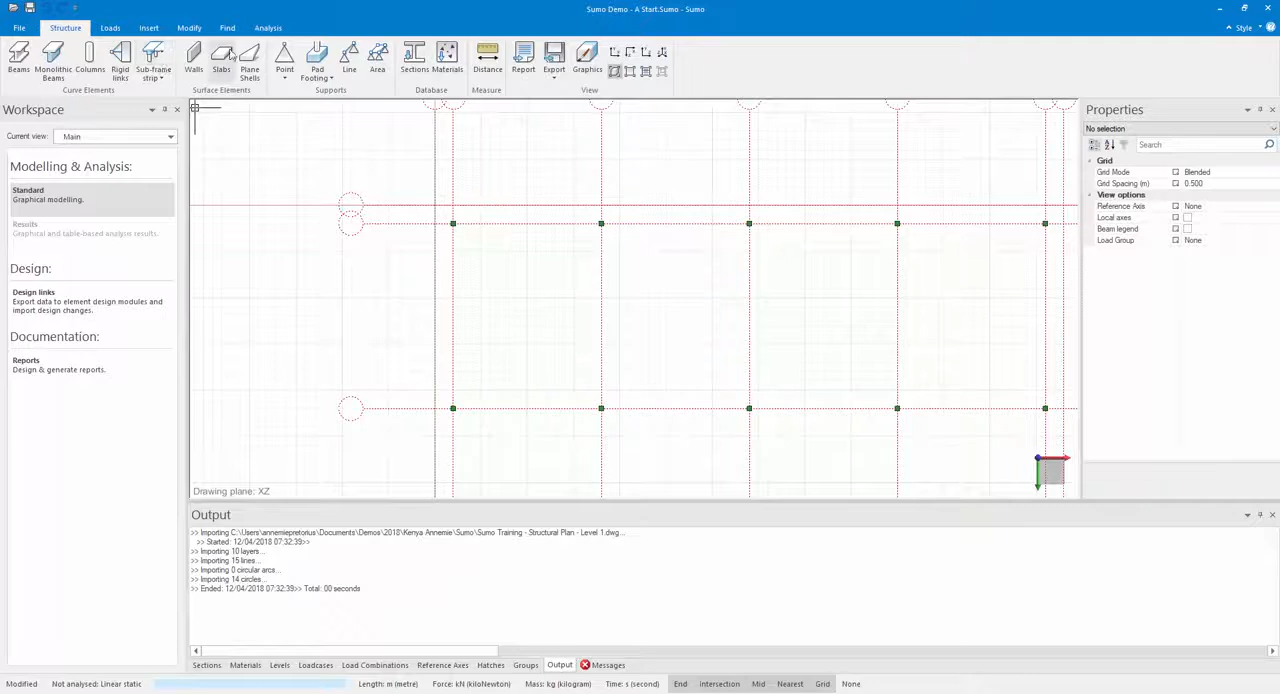 Sumo Demo - A Start.Sumo - Sumo
File Structure Loads Insert Modify Find Analysis Style
Beams Monolithic Beams Columns Rigid links Sub-frame strip Walls Slabs Plane Shells Point Pad Footing Line Area Sections Materials Distance Report Export Graphics
Curve Elements Surface Elements Supports Database Measure View
Workspace
Current view: Main
Modelling & Analysis:
Standard
Graphical modelling.
Results
Graphical and table-based analysis results.
Design:
Design links
Export data to element design modules and
import design changes.
Documentation:
Reports
Design & generate reports.
Drawing plane: XZ
Properties
No selection
Search
Grid
Grid Mode Blended
Grid Spacing (m) 0.500
View options
Reference Axis None
Local axes
Beam legend
Load Group None
Output
>> Importing C:\Users\annemiepretorius\Documents\Demos\2018\Kenya Annemie\Sumo\Sumo Training - Structural Plan - Level 1.dwg...
>> Started: 12/04/2018 07:32:39>>
>> Importing 10 layers...
>> Importing 15 lines...
>> Importing 0 circular arcs...
>> Importing 14 circles...
>> Ended: 12/04/2018 07:32:39>> Total: 00 seconds
Sections Materials Levels Loadcases Load Combinations Reference Axes Hatches Groups Output Messages
Modified Not analysed: Linear static Length: m (metre) Force: kN (kiloNewton) Mass: kg (kilogram) Time: s (second) End Intersection Mid Nearest Grid None